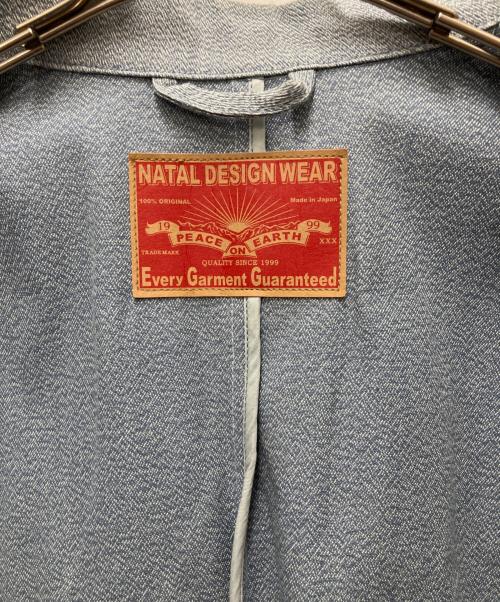 NATAL DESIGN WEAR
100% ORIGINAL Made in Japan
19 99
PEACE ON EARTH
TRADE MARK XXX
QUALITY SINCE 1999
Every Garment Guaranteed